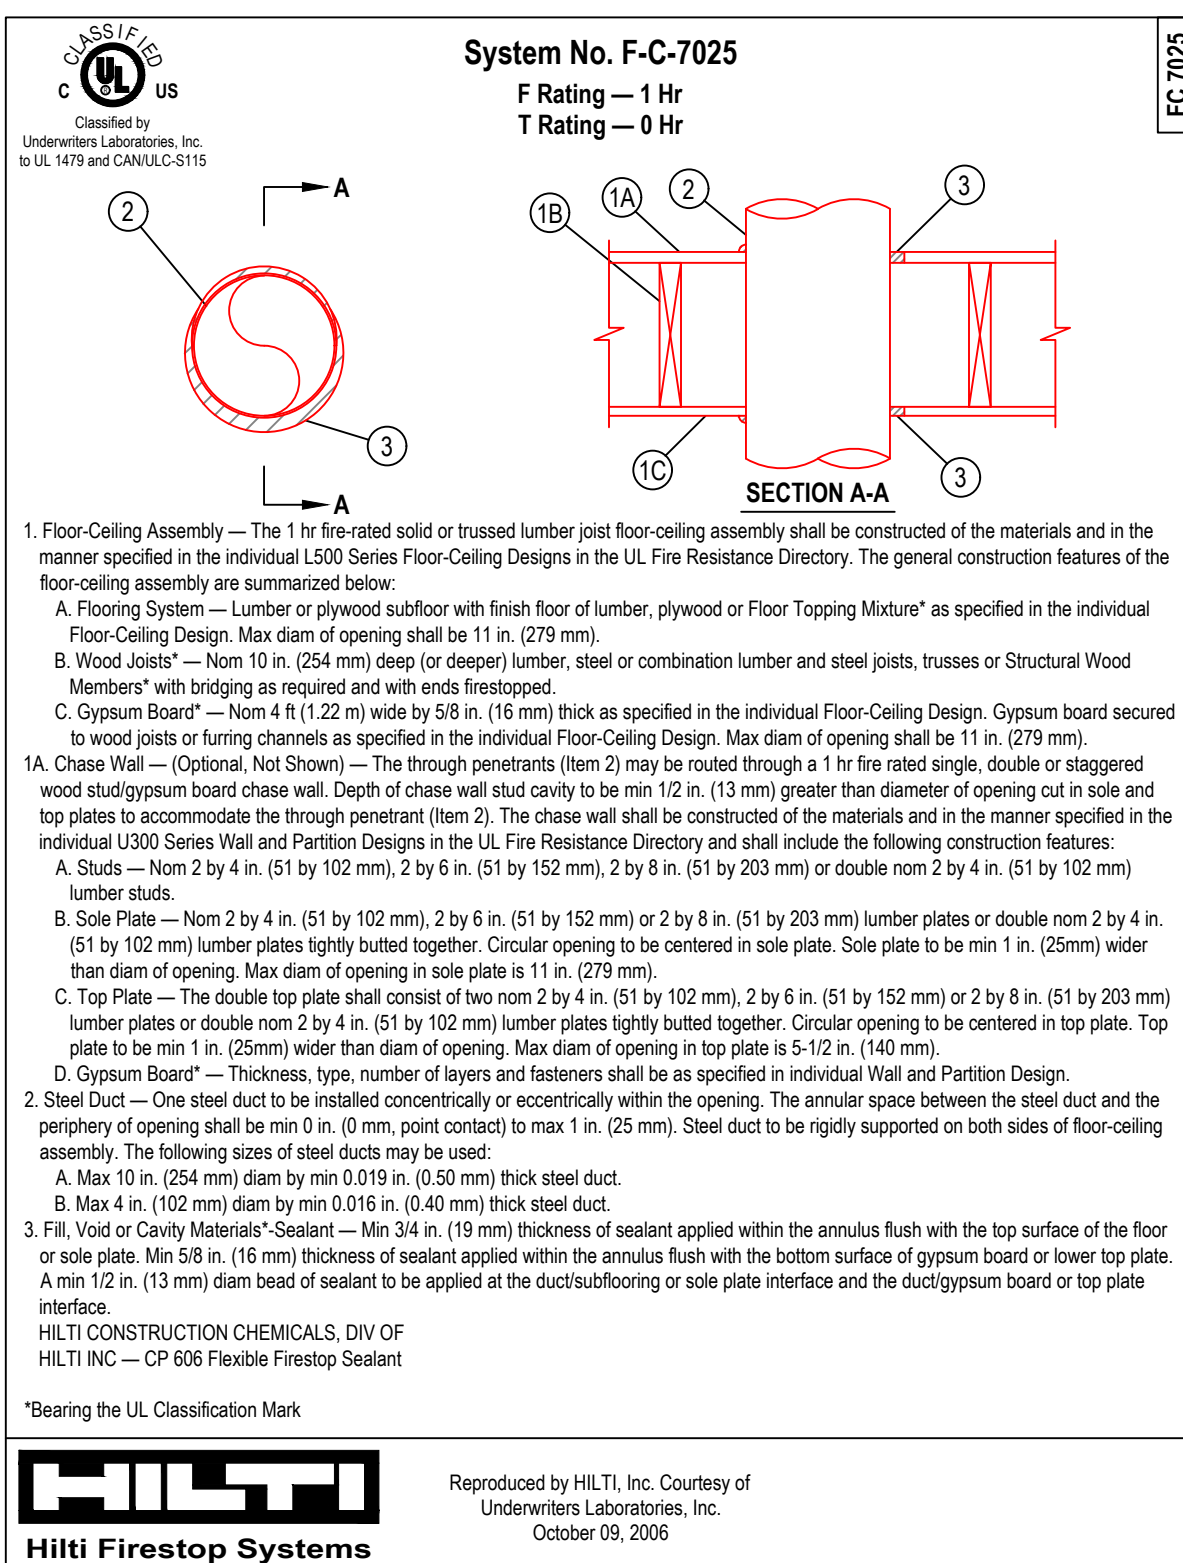 CLASSIFIED
C UL US
®
Classified by
Underwriters Laboratories, Inc.
to UL 1479 and CAN/ULC-S115
System No. F-C-7025
F Rating — 1 Hr
T Rating — 0 Hr
FC 7025
A
2
3
A
1B
1A
2
3
1C
3
SECTION A-A
1. Floor-Ceiling Assembly — The 1 hr fire-rated solid or trussed lumber joist floor-ceiling assembly shall be constructed of the materials and in the
manner specified in the individual L500 Series Floor-Ceiling Designs in the UL Fire Resistance Directory. The general construction features of the
floor-ceiling assembly are summarized below:
A. Flooring System — Lumber or plywood subfloor with finish floor of lumber, plywood or Floor Topping Mixture* as specified in the individual
Floor-Ceiling Design. Max diam of opening shall be 11 in. (279 mm).
B. Wood Joists* — Nom 10 in. (254 mm) deep (or deeper) lumber, steel or combination lumber and steel joists, trusses or Structural Wood
Members* with bridging as required and with ends firestopped.
C. Gypsum Board* — Nom 4 ft (1.22 m) wide by 5/8 in. (16 mm) thick as specified in the individual Floor-Ceiling Design. Gypsum board secured
to wood joists or furring channels as specified in the individual Floor-Ceiling Design. Max diam of opening shall be 11 in. (279 mm).
1A. Chase Wall — (Optional, Not Shown) — The through penetrants (Item 2) may be routed through a 1 hr fire rated single, double or staggered
wood stud/gypsum board chase wall. Depth of chase wall stud cavity to be min 1/2 in. (13 mm) greater than diameter of opening cut in sole and
top plates to accommodate the through penetrant (Item 2). The chase wall shall be constructed of the materials and in the manner specified in the
individual U300 Series Wall and Partition Designs in the UL Fire Resistance Directory and shall include the following construction features:
A. Studs — Nom 2 by 4 in. (51 by 102 mm), 2 by 6 in. (51 by 152 mm), 2 by 8 in. (51 by 203 mm) or double nom 2 by 4 in. (51 by 102 mm)
lumber studs.
B. Sole Plate — Nom 2 by 4 in. (51 by 102 mm), 2 by 6 in. (51 by 152 mm) or 2 by 8 in. (51 by 203 mm) lumber plates or double nom 2 by 4 in.
(51 by 102 mm) lumber plates tightly butted together. Circular opening to be centered in sole plate. Sole plate to be min 1 in. (25mm) wider
than diam of opening. Max diam of opening in sole plate is 11 in. (279 mm).
C. Top Plate — The double top plate shall consist of two nom 2 by 4 in. (51 by 102 mm), 2 by 6 in. (51 by 152 mm) or 2 by 8 in. (51 by 203 mm)
lumber plates or double nom 2 by 4 in. (51 by 102 mm) lumber plates tightly butted together. Circular opening to be centered in top plate. Top
plate to be min 1 in. (25mm) wider than diam of opening. Max diam of opening in top plate is 5-1/2 in. (140 mm).
D. Gypsum Board* — Thickness, type, number of layers and fasteners shall be as specified in individual Wall and Partition Design.
2. Steel Duct — One steel duct to be installed concentrically or eccentrically within the opening. The annular space between the steel duct and the
periphery of opening shall be min 0 in. (0 mm, point contact) to max 1 in. (25 mm). Steel duct to be rigidly supported on both sides of floor-ceiling
assembly. The following sizes of steel ducts may be used:
A. Max 10 in. (254 mm) diam by min 0.019 in. (0.50 mm) thick steel duct.
B. Max 4 in. (102 mm) diam by min 0.016 in. (0.40 mm) thick steel duct.
3. Fill, Void or Cavity Materials*-Sealant — Min 3/4 in. (19 mm) thickness of sealant applied within the annulus flush with the top surface of the floor
or sole plate. Min 5/8 in. (16 mm) thickness of sealant applied within the annulus flush with the bottom surface of gypsum board or lower top plate.
A min 1/2 in. (13 mm) diam bead of sealant to be applied at the duct/subflooring or sole plate interface and the duct/gypsum board or top plate
interface.
HILTI CONSTRUCTION CHEMICALS, DIV OF
HILTI INC — CP 606 Flexible Firestop Sealant
*Bearing the UL Classification Mark
HILTI
Hilti Firestop Systems
Reproduced by HILTI, Inc. Courtesy of
Underwriters Laboratories, Inc.
October 09, 2006